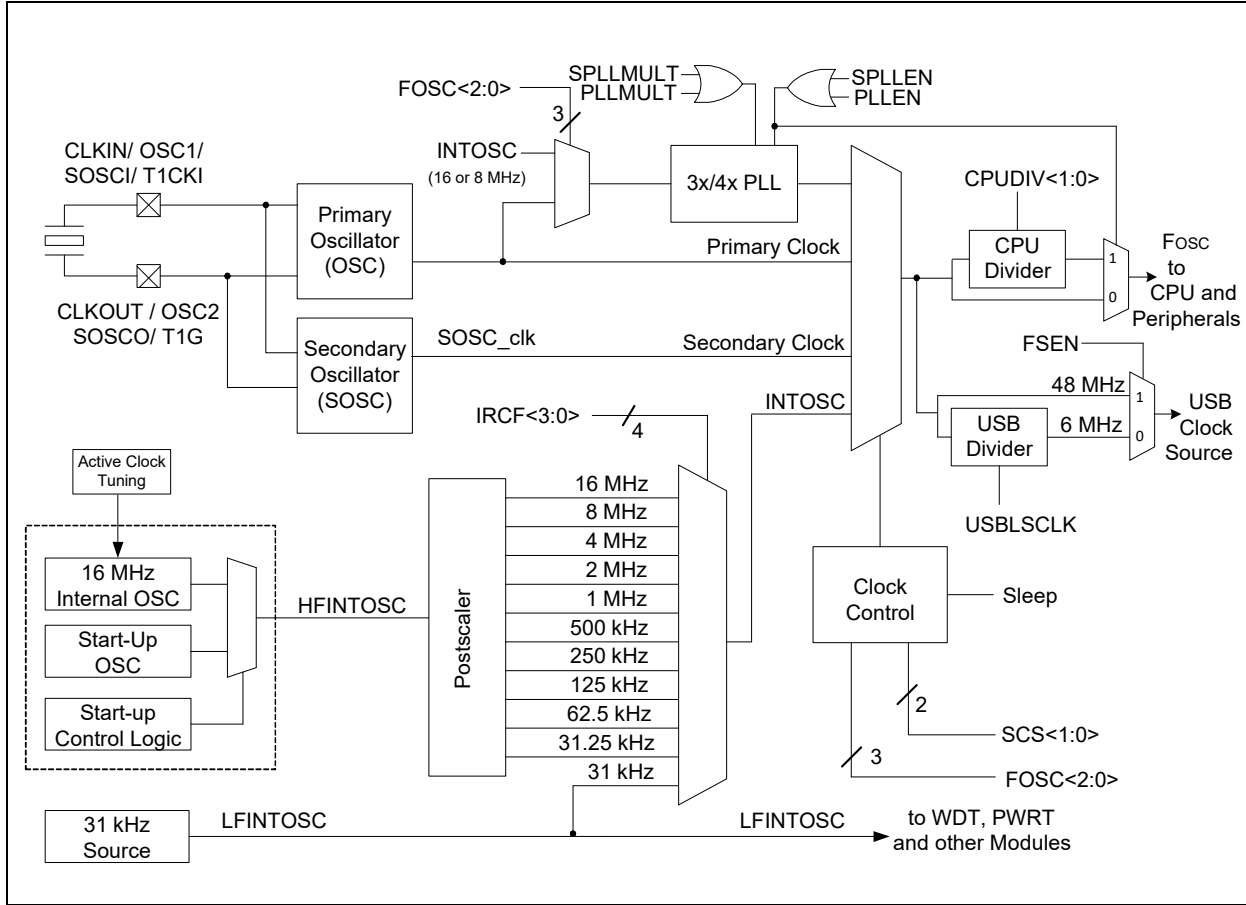 SPLLMULT
PLLMULT
SPLLEN
PLLEN
FOSC<2:0>
3
CLKIN/ OSC1/
SOSCI/ T1CKI
INTOSC
(16 or 8 MHz)
3x/4x PLL
CPUDIV<1:0>
Primary
Oscillator
(OSC)
Primary Clock
CPU
Divider
1
0
Fosc
to
CPU and
Peripherals
CLKOUT / OSC2
SOSCO/ T1G
Secondary
Oscillator
(SOSC)
SOSC_clk
Secondary Clock
FSEN
IRCF<3:0>
4
INTOSC
48 MHz
1
USB
Divider
6 MHz
0
USB
Clock
Source
USBLSCLK
Active Clock
Tuning
16 MHz
Internal OSC
Start-Up
OSC
Start-up
Control Logic
HFINTOSC
Postscaler
16 MHz
8 MHz
4 MHz
2 MHz
1 MHz
500 kHz
250 kHz
125 kHz
62.5 kHz
31.25 kHz
31 kHz
Clock
Control
Sleep
2
SCS<1:0>
3
FOSC<2:0>
31 kHz
Source
LFINTOSC
LFINTOSC
to WDT, PWRT
and other Modules